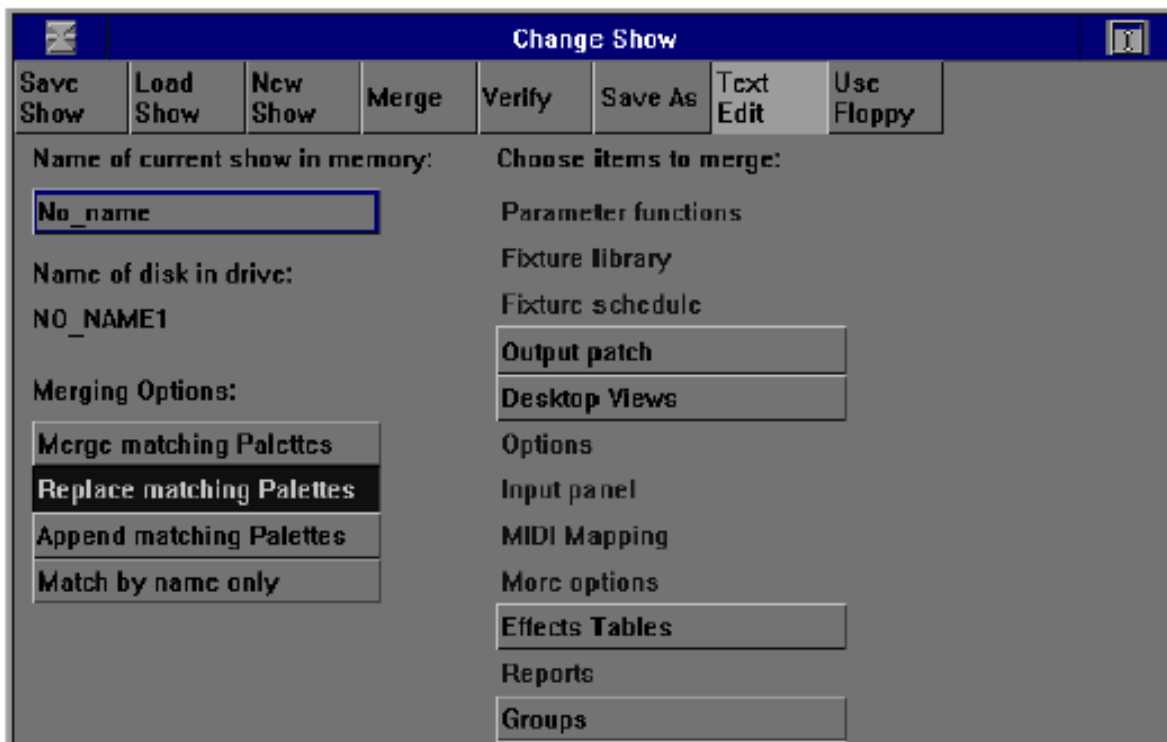 Change Show
Save Show
Load Show
New Show
Merge
Verify
Save As
Text Edit
Use Floppy
Name of current show in memory:
No_name
Name of disk in drive:
NO_NAME1
Merging Options:
Merge matching Palettes
Replace matching Palettes
Append matching Palettes
Match by name only
Choose items to merge:
Parameter functions
Fixture library
Fixture schedule
Output patch
Desktop Views
Options
Input panel
MIDI Mapping
More options
Effects Tables
Reports
Groups